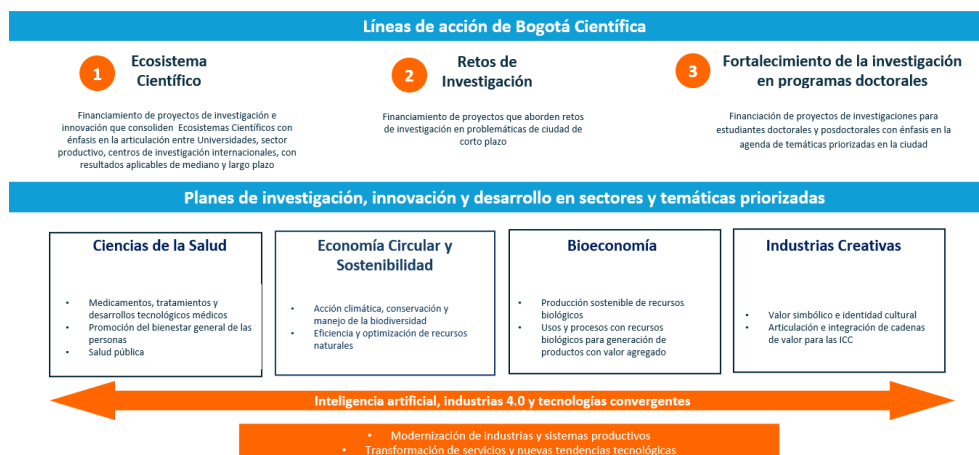 Líneas de acción de Bogotá Científica
1
Ecosistema
Científico
Financiamiento de proyectos de investigación e
innovación que consoliden Ecosistemas Científicos con
énfasis en la articulación entre Universidades, sector
productivo, centros de investigación internacionales, con
resultados aplicables de mediano y largo plazo
2
Retos de
Investigación
Financiamiento de proyectos que aborden retos
de investigación en problemáticas de ciudad de
corto plazo
3
Fortalecimiento de la investigación
en programas doctorales
Financiación de proyectos de investigaciones para
estudiantes doctorales y posdoctorales con énfasis en la
agenda de temáticas priorizadas en la ciudad
Planes de investigación, innovación y desarrollo en sectores y temáticas priorizadas
Ciencias de la Salud
• Medicamentos, tratamientos y
desarrollos tecnológicos médicos
• Promoción del bienestar general de las
personas
• Salud pública
Economía Circular y
Sostenibilidad
• Acción climática, conservación y
manejo de la biodiversidad
• Eficiencia y optimización de recursos
naturales
Bioeconomía
• Producción sostenible de recursos
biológicos
• Usos y procesos con recursos
biológicos para generación de
productos con valor agregado
Industrias Creativas
• Valor simbólico e identidad cultural
• Articulación e integración de cadenas
de valor para las ICC
Inteligencia artificial, industrias 4.0 y tecnologías convergentes
• Modernización de industrias y sistemas productivos
• Transformación de servicios y nuevas tendencias tecnológicas